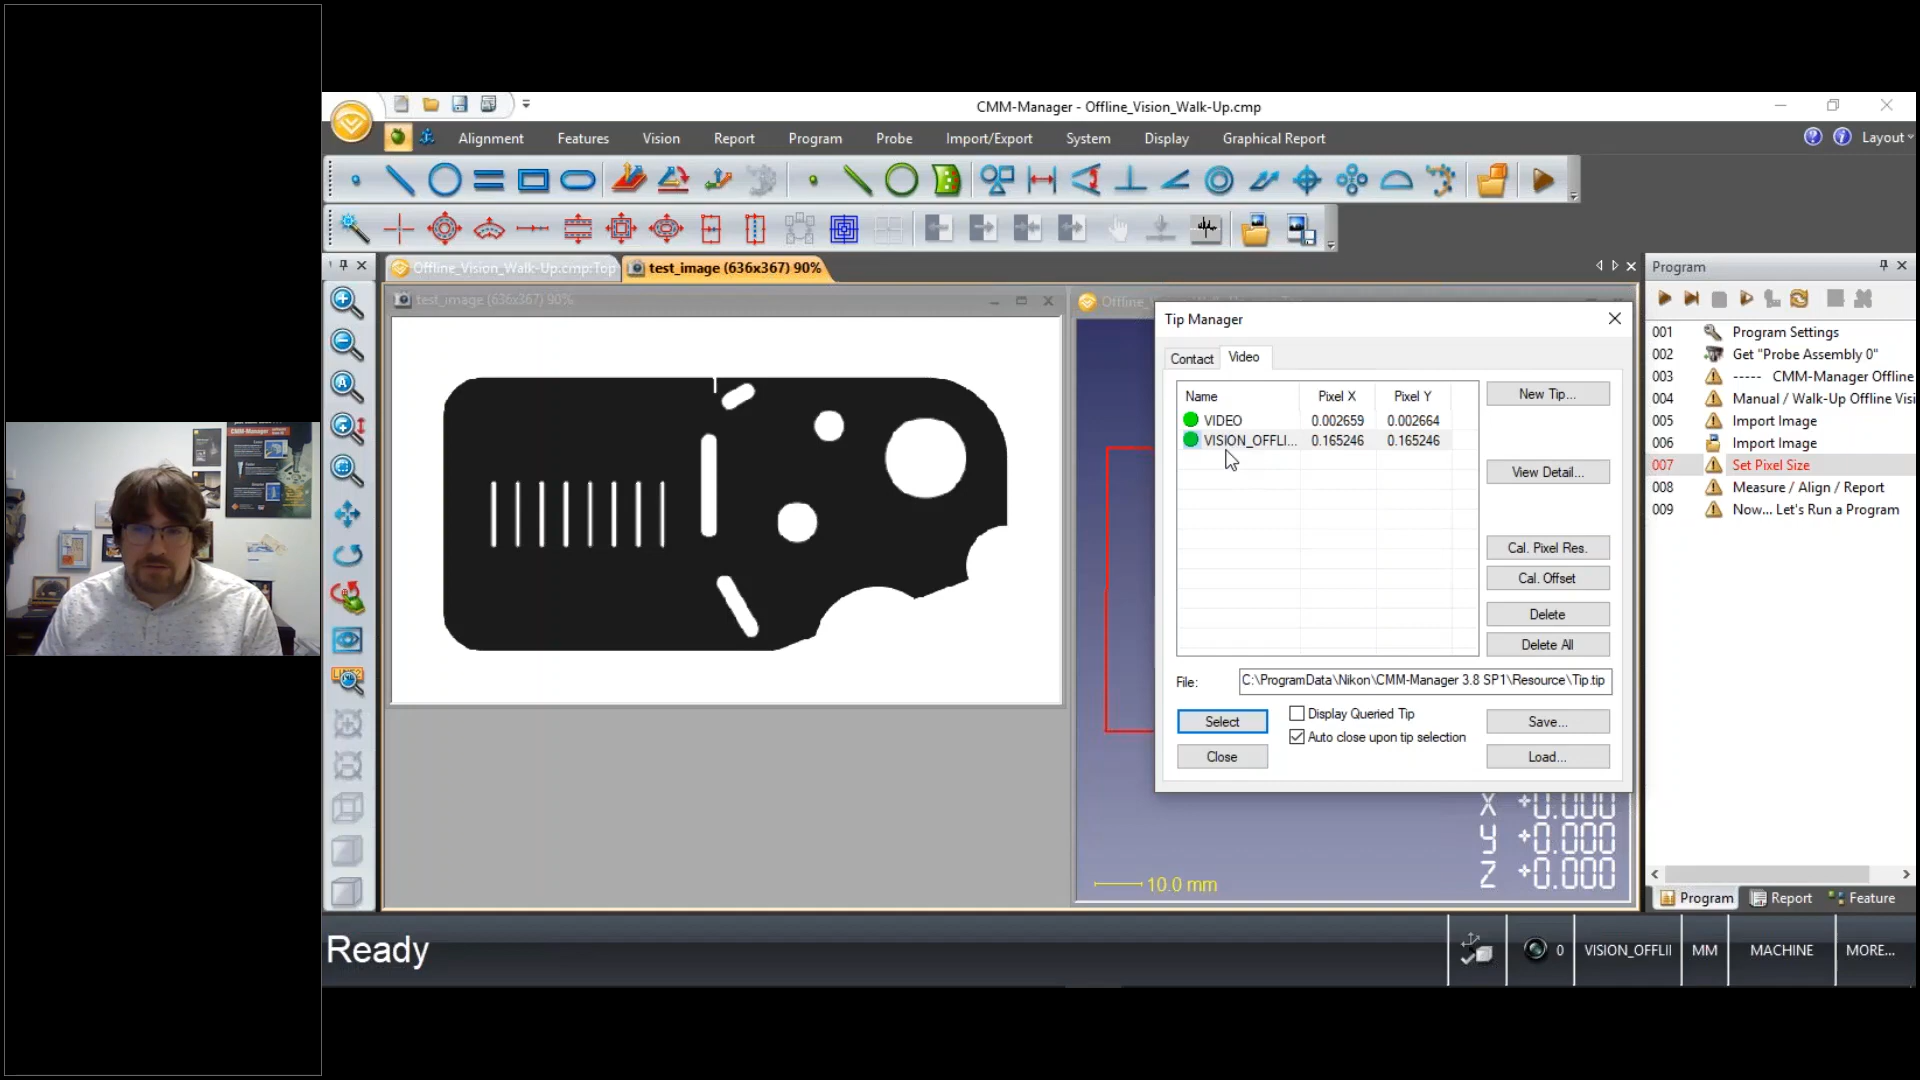 CMM-Manager - Offline_Vision_Walk-Up.cmp
Alignment Features Vision Report Program Probe Import/Export System Display Graphical Report Layout
Offline_Vision_Walk-Up.cmp:Top
test_image (636x367) 90%
Program
test_image (636x367) 90%
Tip Manager
Contact Video
Name Pixel X Pixel Y
VIDEO 0.002659 0.002664
VISION_OFFLI... 0.165246 0.165246
New Tip...
View Detail...
Cal. Pixel Res.
Cal. Offset
Delete
Delete All
File: C:\ProgramData\Nikon\CMM-Manager 3.8 SP1\Resource\Tip.tip
Select
Display Queried Tip
Save...
Auto close upon tip selection
Close
Load...
001 Program Settings
002 Get "Probe Assembly 0"
003 ----- CMM-Manager Offline
004 Manual / Walk-Up Offline Vis
005 Import Image
006 Import Image
007 Set Pixel Size
008 Measure / Align / Report
009 Now... Let's Run a Program
X +0.000
Y +0.000
Z +0.000
10.0 mm
Program Report Feature
Ready
0 VISION_OFFLI MM MACHINE MORE...